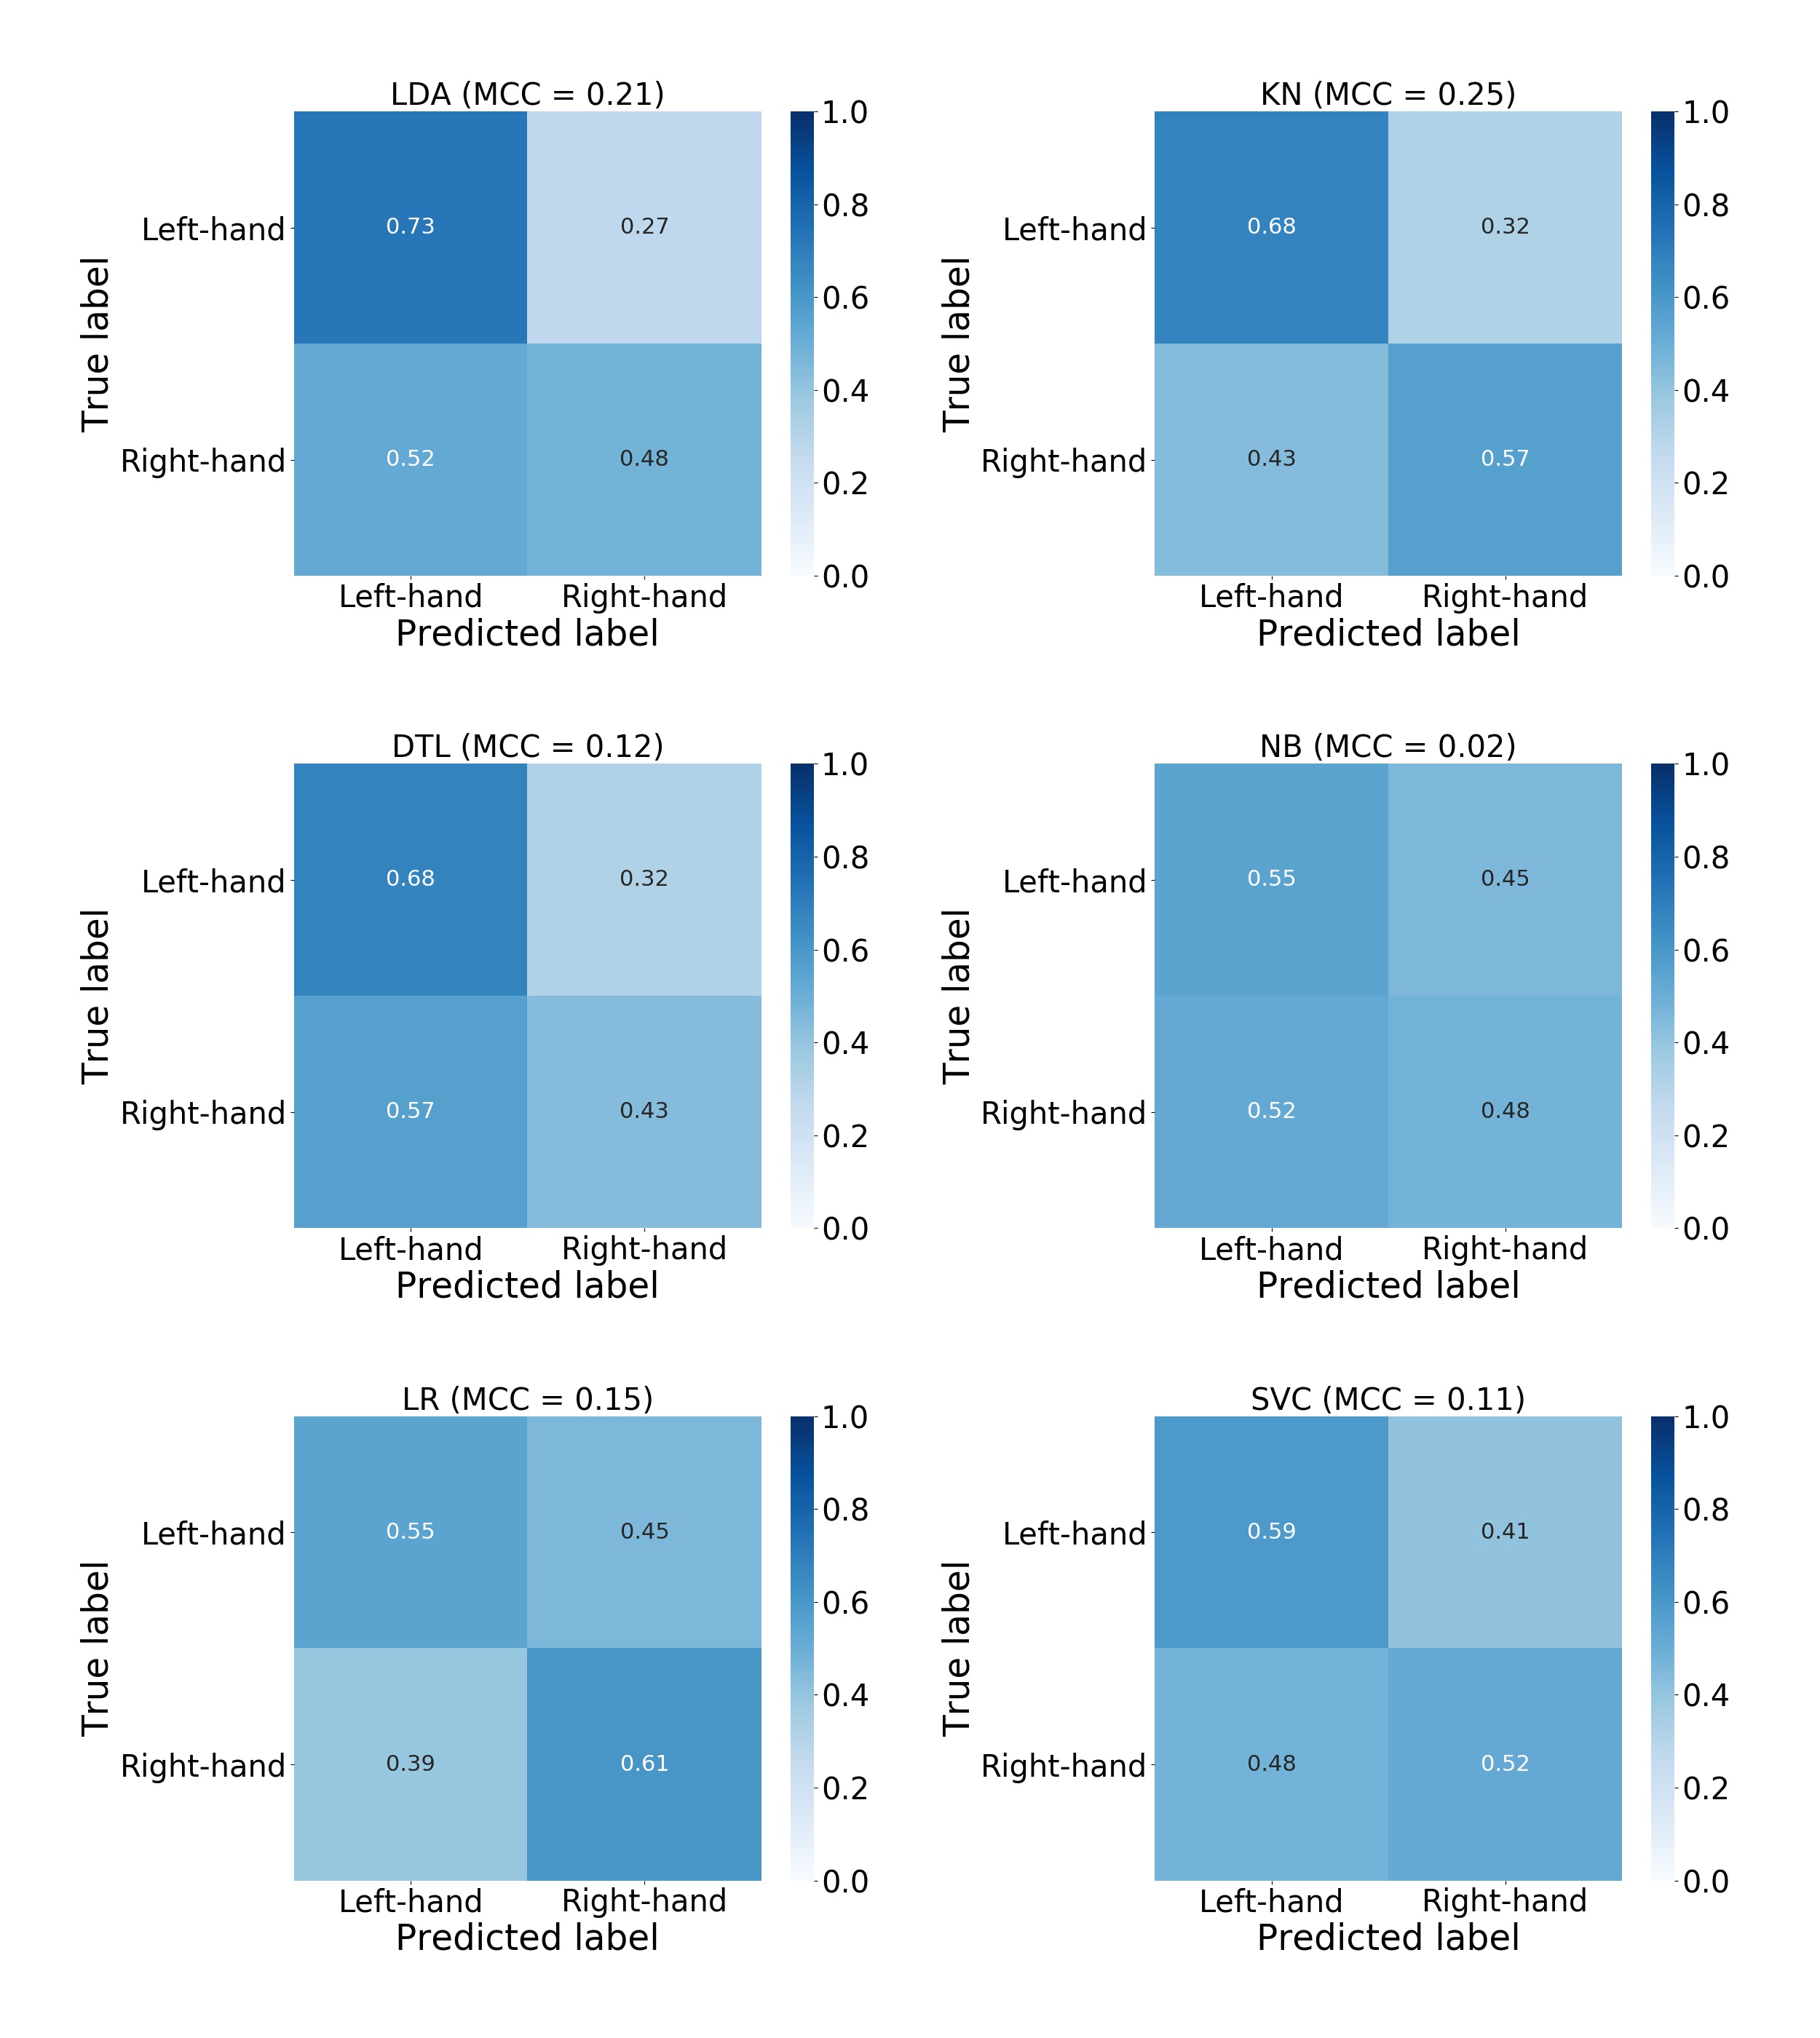 LDA (MCC = 0.21)
True label
Left-hand
0.73
0.27
Right-hand
0.52
0.48
Left-hand Right-hand
Predicted label
1.0
0.8
0.6
0.4
0.2
0.0
KN (MCC = 0.25)
True label
Left-hand
0.68
0.32
Right-hand
0.43
0.57
Left-hand Right-hand
Predicted label
1.0
0.8
0.6
0.4
0.2
0.0
DTL (MCC = 0.12)
True label
Left-hand
0.68
0.32
Right-hand
0.57
0.43
Left-hand Right-hand
Predicted label
1.0
0.8
0.6
0.4
0.2
0.0
NB (MCC = 0.02)
True label
Left-hand
0.55
0.45
Right-hand
0.52
0.48
Left-hand Right-hand
Predicted label
1.0
0.8
0.6
0.4
0.2
0.0
LR (MCC = 0.15)
True label
Left-hand
0.55
0.45
Right-hand
0.39
0.61
Left-hand Right-hand
Predicted label
1.0
0.8
0.6
0.4
0.2
0.0
SVC (MCC = 0.11)
True label
Left-hand
0.59
0.41
Right-hand
0.48
0.52
Left-hand Right-hand
Predicted label
1.0
0.8
0.6
0.4
0.2
0.0